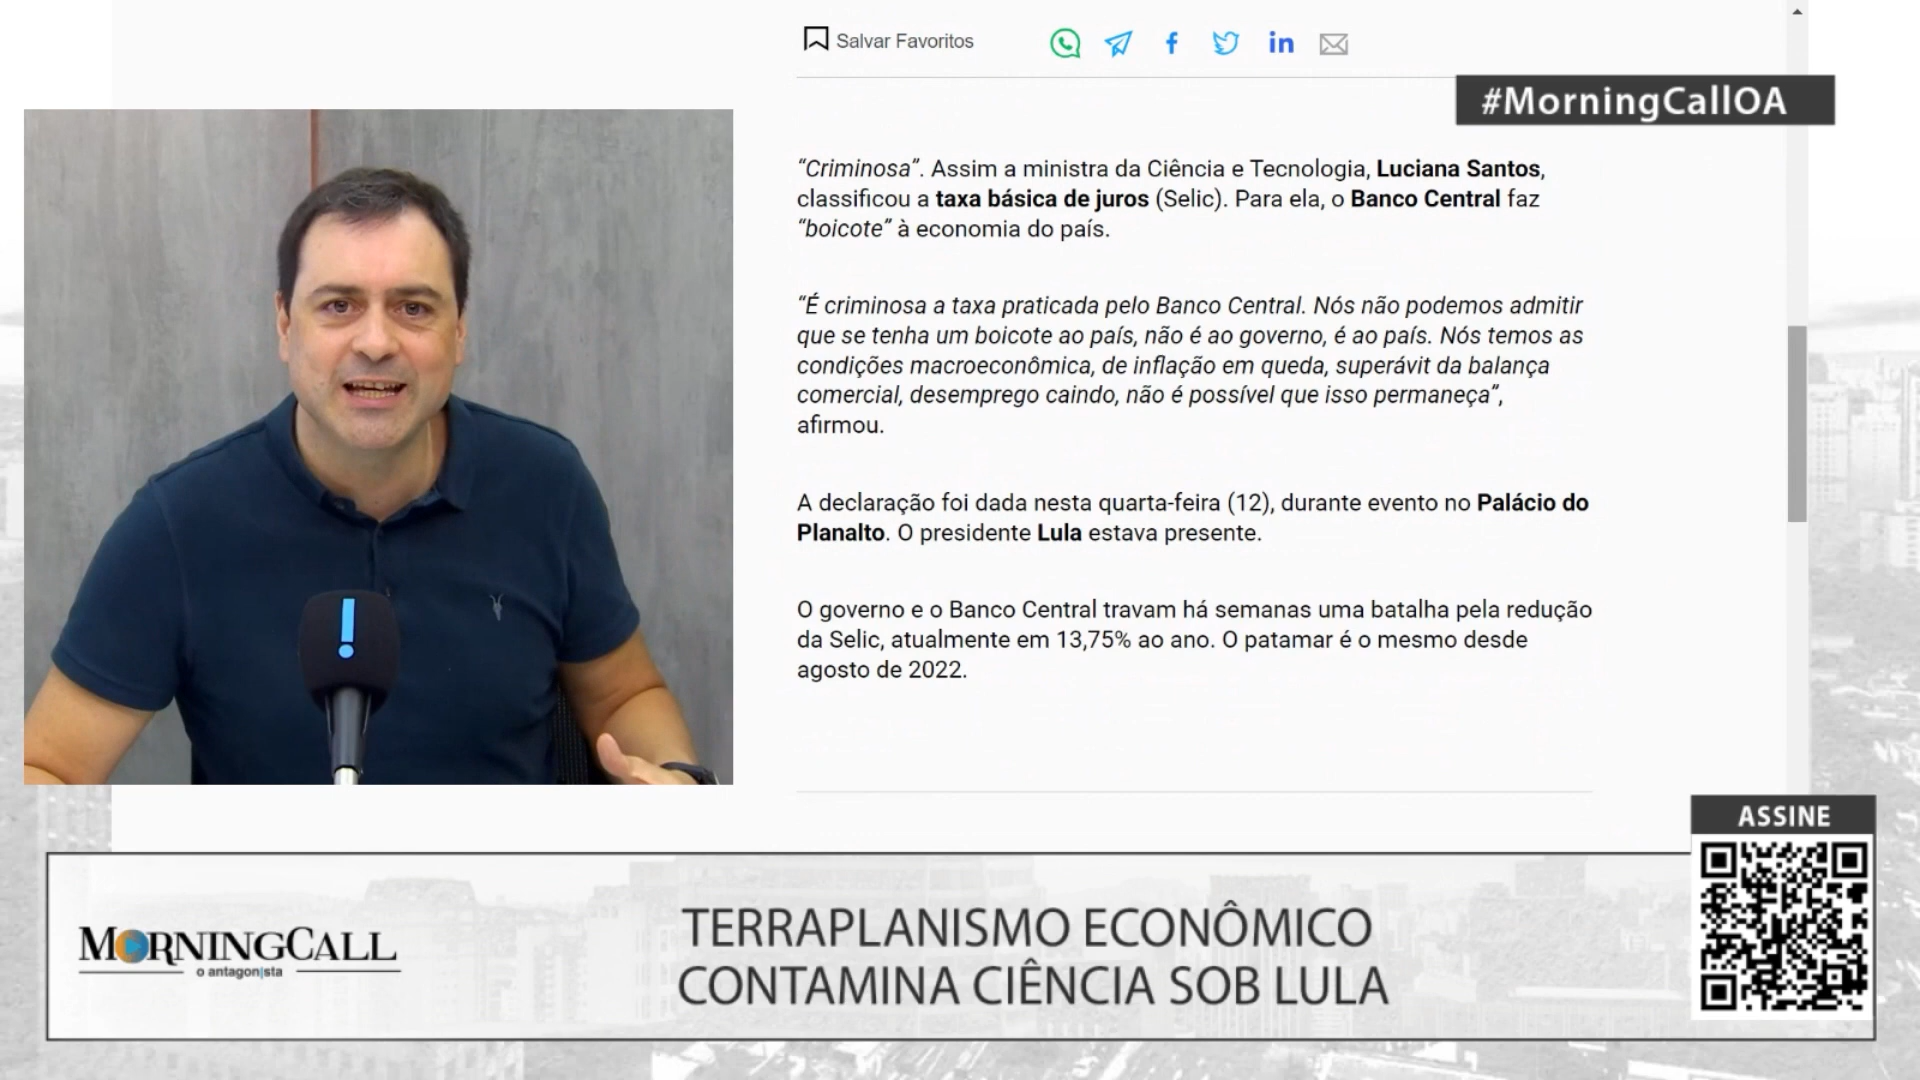 Salvar Favoritos
#MorningCallOA
“Criminosa”. Assim a ministra da Ciência e Tecnologia, Luciana Santos,
classificou a taxa básica de juros (Selic). Para ela, o Banco Central faz
“boicote” à economia do país.
“É criminosa a taxa praticada pelo Banco Central. Nós não podemos admitir
que se tenha um boicote ao país, não é ao governo, é ao país. Nós temos as
condições macroeconômica, de inflação em queda, superávit da balança
comercial, desemprego caindo, não é possível que isso permaneça”,
afirmou.
A declaração foi dada nesta quarta-feira (12), durante evento no Palácio do
Planalto. O presidente Lula estava presente.
O governo e o Banco Central travam há semanas uma batalha pela redução
da Selic, atualmente em 13,75% ao ano. O patamar é o mesmo desde
agosto de 2022.
ASSINE
MORNINGCALL
o antagonista
TERRAPLANISMO ECONÔMICO
CONTAMINA CIÊNCIA SOB LULA